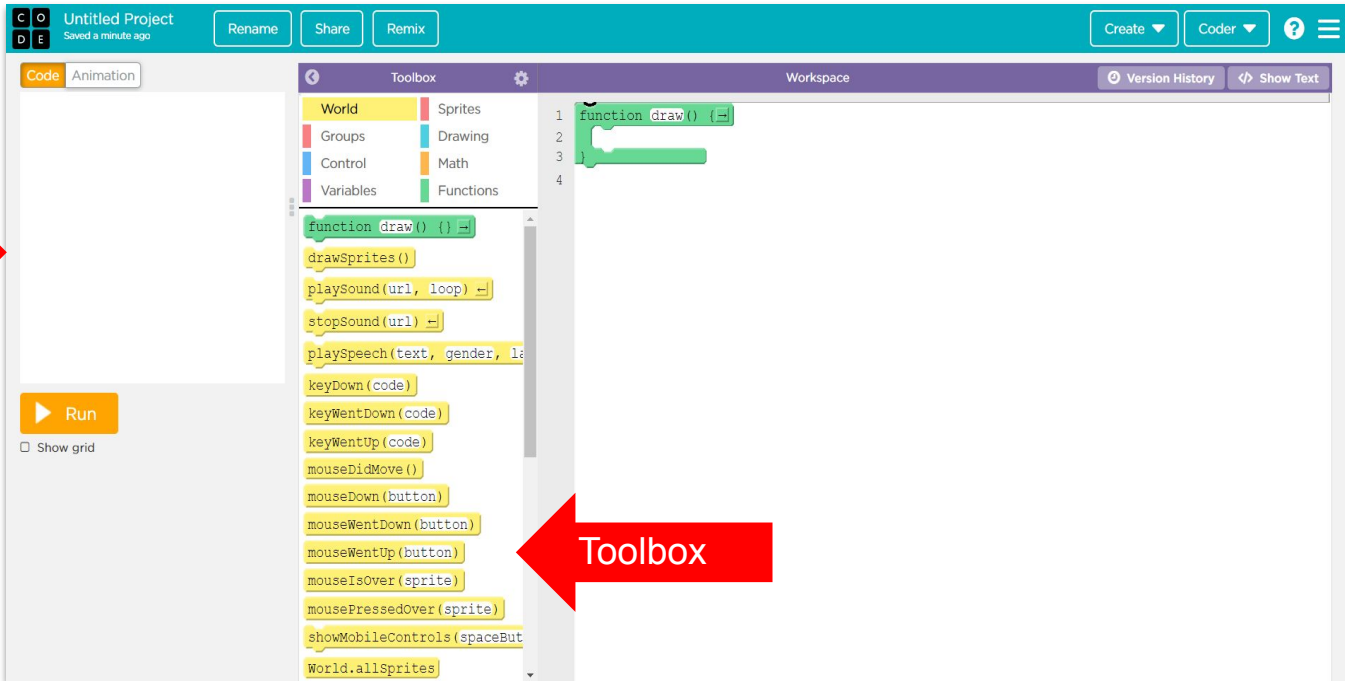 CO
DE
Untitled Project
Saved a minute ago
Rename
Share
Remix
Create
Coder
?
Code
Animation
Toolbox
Workspace
Version History
</> Show Text
World
Sprites
Groups
Drawing
Control
Math
Variables
Functions
function draw() {}
drawSprites()
playSound(url, loop)
stopSound(url)
playSpeech(text, gender, la
keyDown(code)
keyWentDown(code)
keyWentUp(code)
mouseDidMove()
mouseDown(button)
mouseWentDown(button)
mouseWentUp(button)
mouseIsOver(sprite)
mousePressedOver(sprite)
showMobileControls(spaceBut
World.allSprites
1 function draw() {
2
3 }
4
Run
Show grid
Toolbox